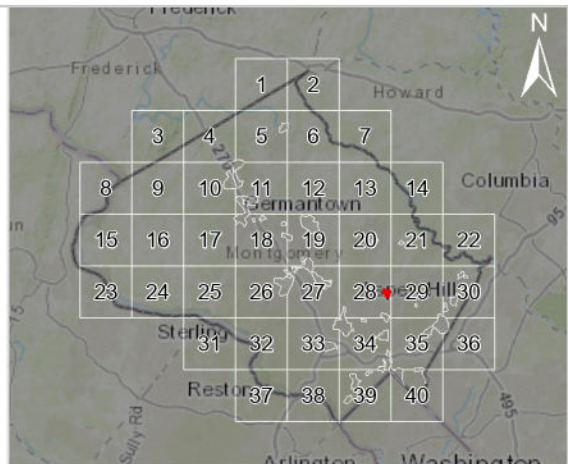 Frederick
N
1 2
Frederick
Howard
3 4 5 6 7
270
8 9 10 11 12 13 14
Columbia
Germantown
95
15 16 17 18 19 20 21 22
Montgomery
23 24 25 26 27 28 29 30
Aspen Hill
15
Sterling
31 32 33 34 35 36
Reston
37 38 39 40
495
Sully Rd
Arlington
Washington